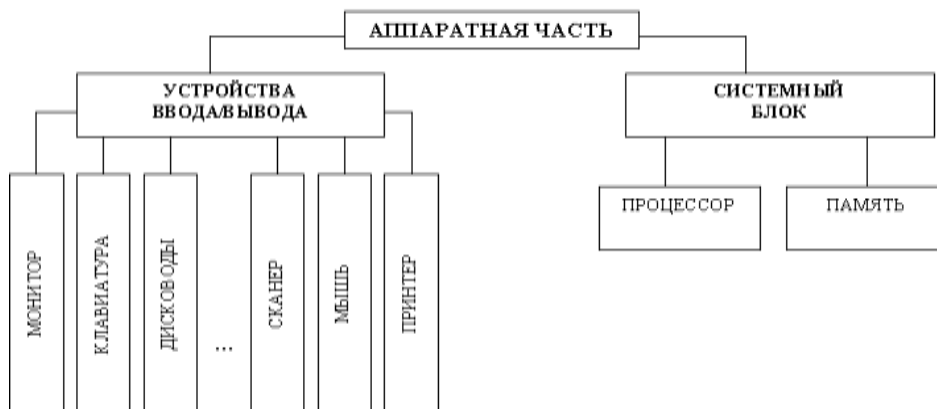 АППАРАТНАЯ ЧАСТЬ
УСТРОЙСТВА
ВВОДА/ВЫВОДА
СИСТЕМНЫЙ
БЛОК
МОНИТОР
КЛАВИАТУРА
ДИСКОВОДЫ
...
СКАНЕР
МЫШЬ
ПРИНТЕР
ПРОЦЕССОР
ПАМЯТЬ